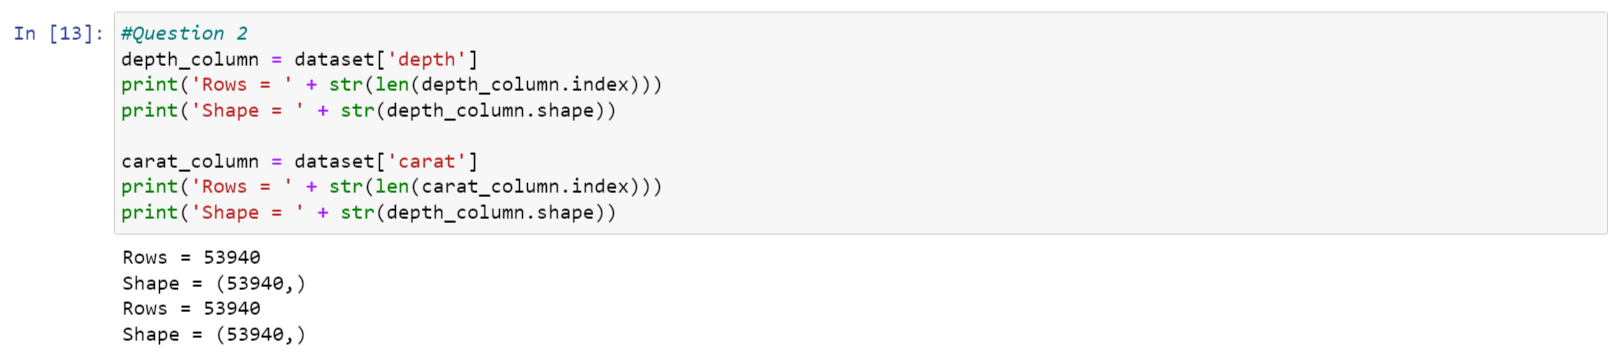 In [13]: #Question 2
depth_column = dataset['depth']
print('Rows = ' + str(len(depth_column.index)))
print('Shape = ' + str(depth_column.shape))
carat_column = dataset['carat']
print('Rows = ' + str(len(carat_column.index)))
print('Shape = ' + str(depth_column.shape))
Rows = 53940
Shape = (53940,)
Rows = 53940
Shape = (53940,)